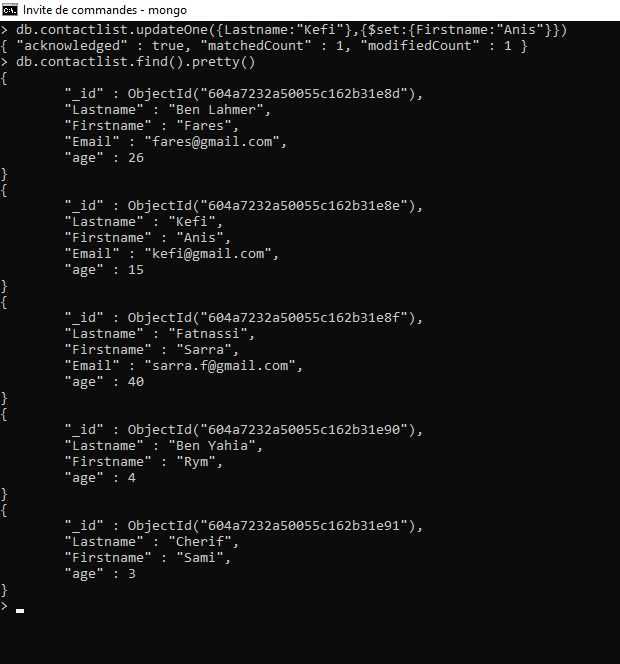 Invite de commandes - mongo
> db.contactlist.updateOne({Lastname:"Kefi"},{$set:{Firstname:"Anis"}})
{ "acknowledged" : true, "matchedCount" : 1, "modifiedCount" : 1 }
> db.contactlist.find().pretty()
{
        "_id" : ObjectId("604a7232a50055c162b31e8d"),
        "Lastname" : "Ben Lahmer",
        "Firstname" : "Fares",
        "Email" : "fares@gmail.com",
        "age" : 26
}
{
        "_id" : ObjectId("604a7232a50055c162b31e8e"),
        "Lastname" : "Kefi",
        "Firstname" : "Anis",
        "Email" : "kefi@gmail.com",
        "age" : 15
}
{
        "_id" : ObjectId("604a7232a50055c162b31e8f"),
        "Lastname" : "Fatnassi",
        "Firstname" : "Sarra",
        "Email" : "sarra.f@gmail.com",
        "age" : 40
}
{
        "_id" : ObjectId("604a7232a50055c162b31e90"),
        "Lastname" : "Ben Yahia",
        "Firstname" : "Rym",
        "age" : 4
}
{
        "_id" : ObjectId("604a7232a50055c162b31e91"),
        "Lastname" : "Cherif",
        "Firstname" : "Sami",
        "age" : 3
}
>